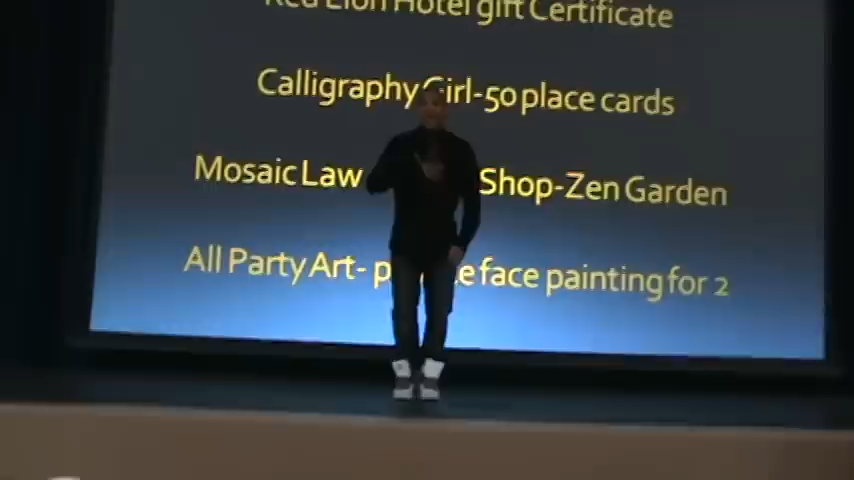 Red Lion Hotel gift Certificate
Calligraphy Girl-50 place cards
Mosaic Law Shop-Zen Garden
All Party Art- face painting for 2